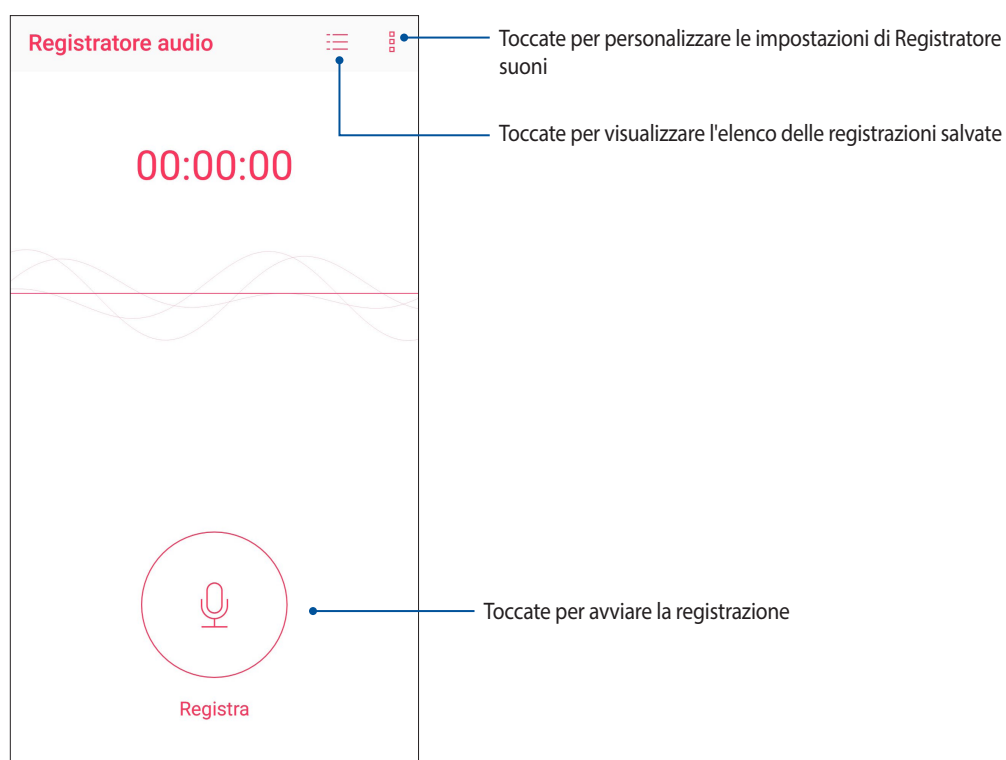 Registratore audio
Toccate per personalizzare le impostazioni di Registratore
suoni
Toccate per visualizzare l'elenco delle registrazioni salvate
00:00:00
Toccate per avviare la registrazione
Registra